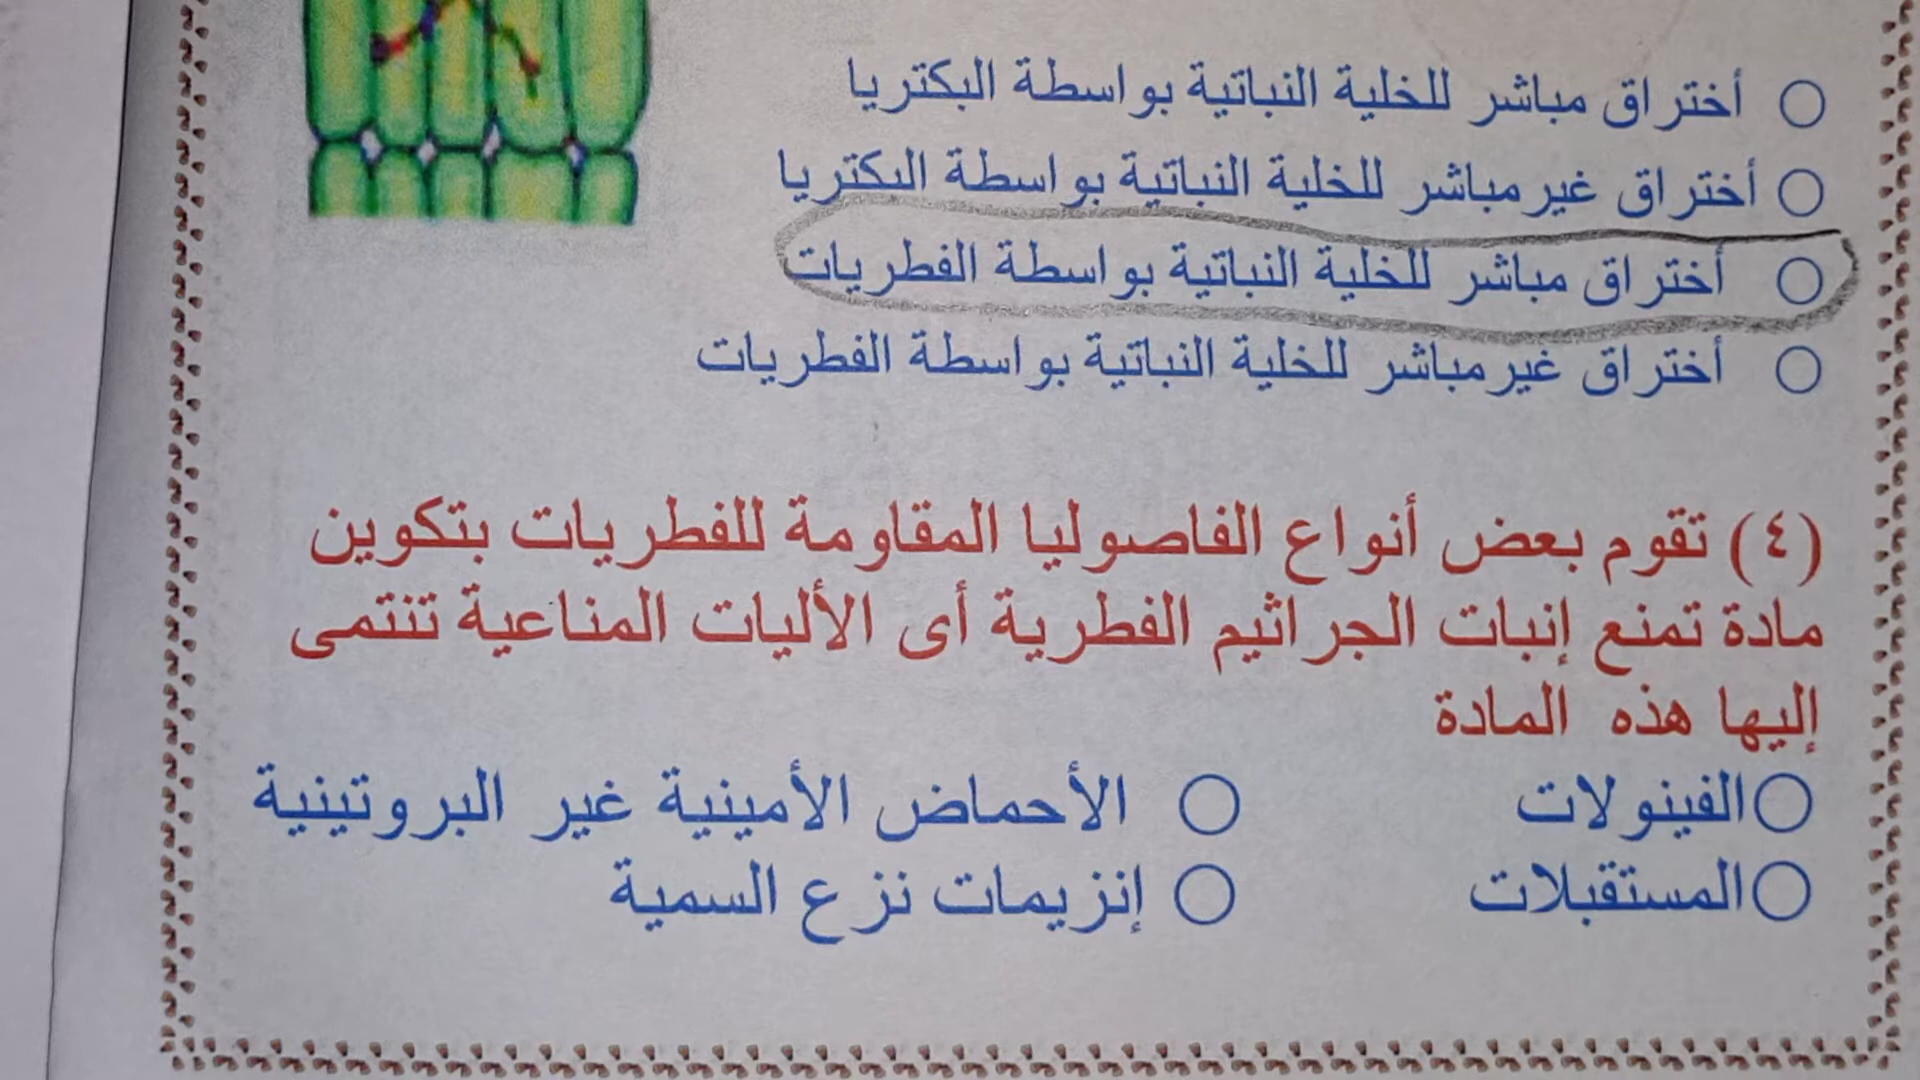 أختراق مباشر للخلية النباتية بواسطة البكتريا
أختراق غيرمباشر للخلية النباتية بواسطة البكتريا
أختراق مباشر للخلية النباتية بواسطة الفطريات
أختراق غيرمباشر للخلية النباتية بواسطة الفطريات
(٤) تقوم بعض أنواع الفاصوليا المقاومة للفطريات بتكوين
مادة تمنع إنبات الجراثيم الفطرية أى الأليات المناعية تنتمى
إليها هذه المادة
الفينولات الأحماض الأمينية غير البروتينية
المستقبلات إنزيمات نزع السمية